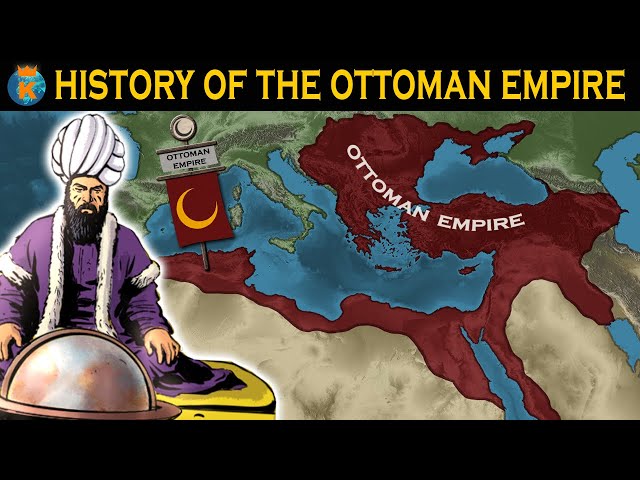 K
HISTORY OF THE OTTOMAN EMPIRE
OTTOMAN
EMPIRE
OTTOMAN EMPIRE